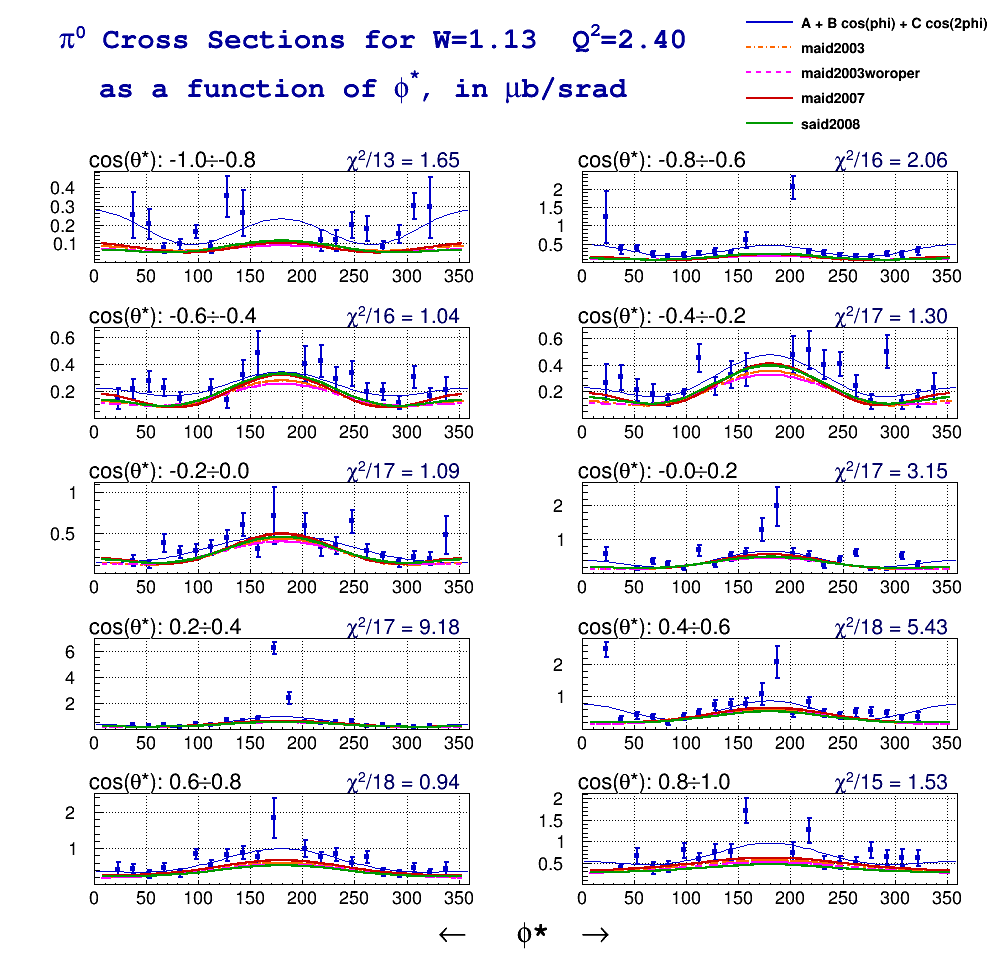 π⁰ Cross Sections for W=1.13 Q²=2.40
as a function of ϕ*, in μb/srad
A + B cos(phi) + C cos(2phi)
maid2003
maid2003woroper
maid2007
said2008
cos(θ*): -1.0÷-0.8 χ²/13 = 1.65
0.4
0.3
0.2
0.1
0 50 100 150 200 250 300 350
cos(θ*): -0.8÷-0.6 χ²/16 = 2.06
2
1.5
1
0.5
0 50 100 150 200 250 300 350
cos(θ*): -0.6÷-0.4 χ²/16 = 1.04
0.6
0.4
0.2
0 50 100 150 200 250 300 350
cos(θ*): -0.4÷-0.2 χ²/17 = 1.30
0.6
0.4
0.2
0 50 100 150 200 250 300 350
cos(θ*): -0.2÷0.0 χ²/17 = 1.09
1
0.5
0 50 100 150 200 250 300 350
cos(θ*): -0.0÷0.2 χ²/17 = 3.15
2
1
0 50 100 150 200 250 300 350
cos(θ*): 0.2÷0.4 χ²/17 = 9.18
6
4
2
0 50 100 150 200 250 300 350
cos(θ*): 0.4÷0.6 χ²/18 = 5.43
2
1
0 50 100 150 200 250 300 350
cos(θ*): 0.6÷0.8 χ²/18 = 0.94
2
1
0 50 100 150 200 250 300 350
cos(θ*): 0.8÷1.0 χ²/15 = 1.53
2
1.5
1
0.5
0 50 100 150 200 250 300 350
← ϕ* →